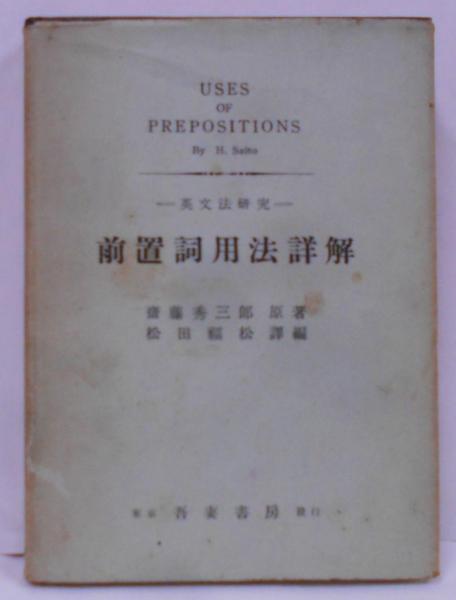 USES
OF
PREPOSITIONS
By H. Saito
—英文法研究—
前置詞用法詳解
齋藤秀三郎 原著
松田福松 譯編
東京 吾妻書房 發行